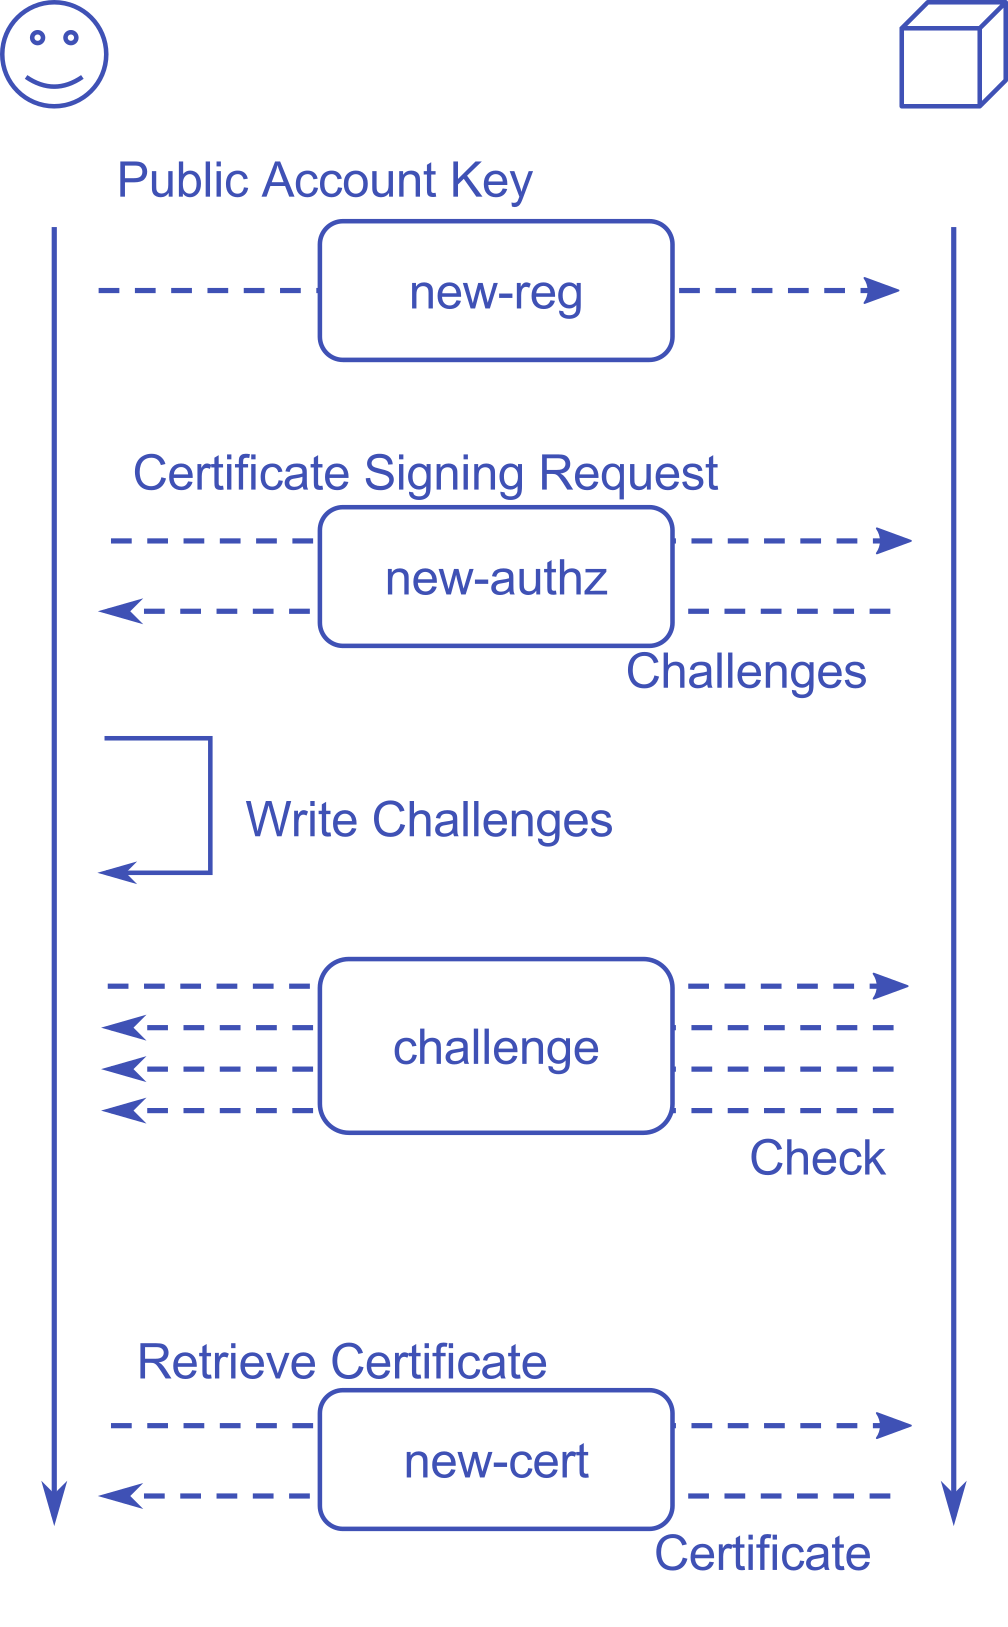 Public Account Key
new-reg
Certificate Signing Request
new-authz
Challenges
Write Challenges
challenge
Check
Retrieve Certificate
new-cert
Certificate